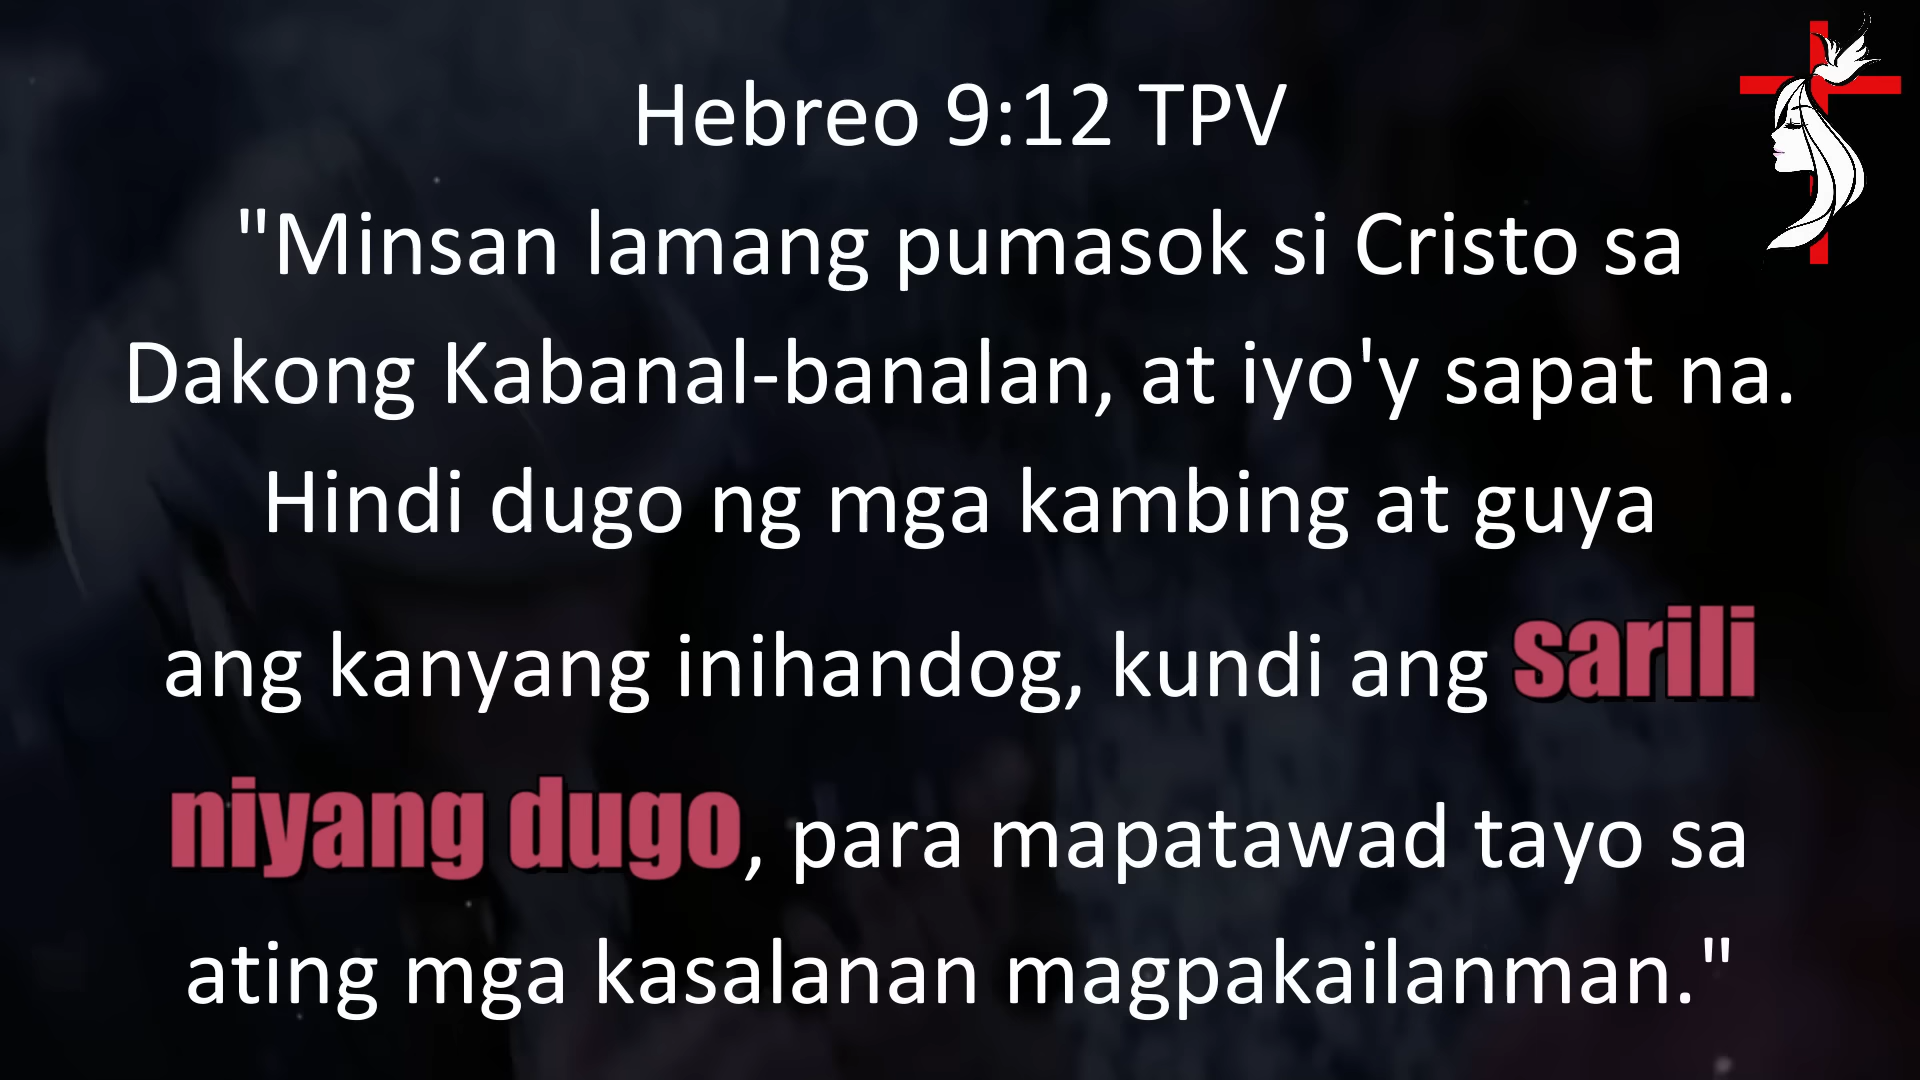 Hebreo 9:12 TPV
"Minsan lamang pumasok si Cristo sa
Dakong Kabanal-banalan, at iyo'y sapat na.
Hindi dugo ng mga kambing at guya
ang kanyang inihandog, kundi ang sarili
niyang dugo, para mapatawad tayo sa
ating mga kasalanan magpakailanman."